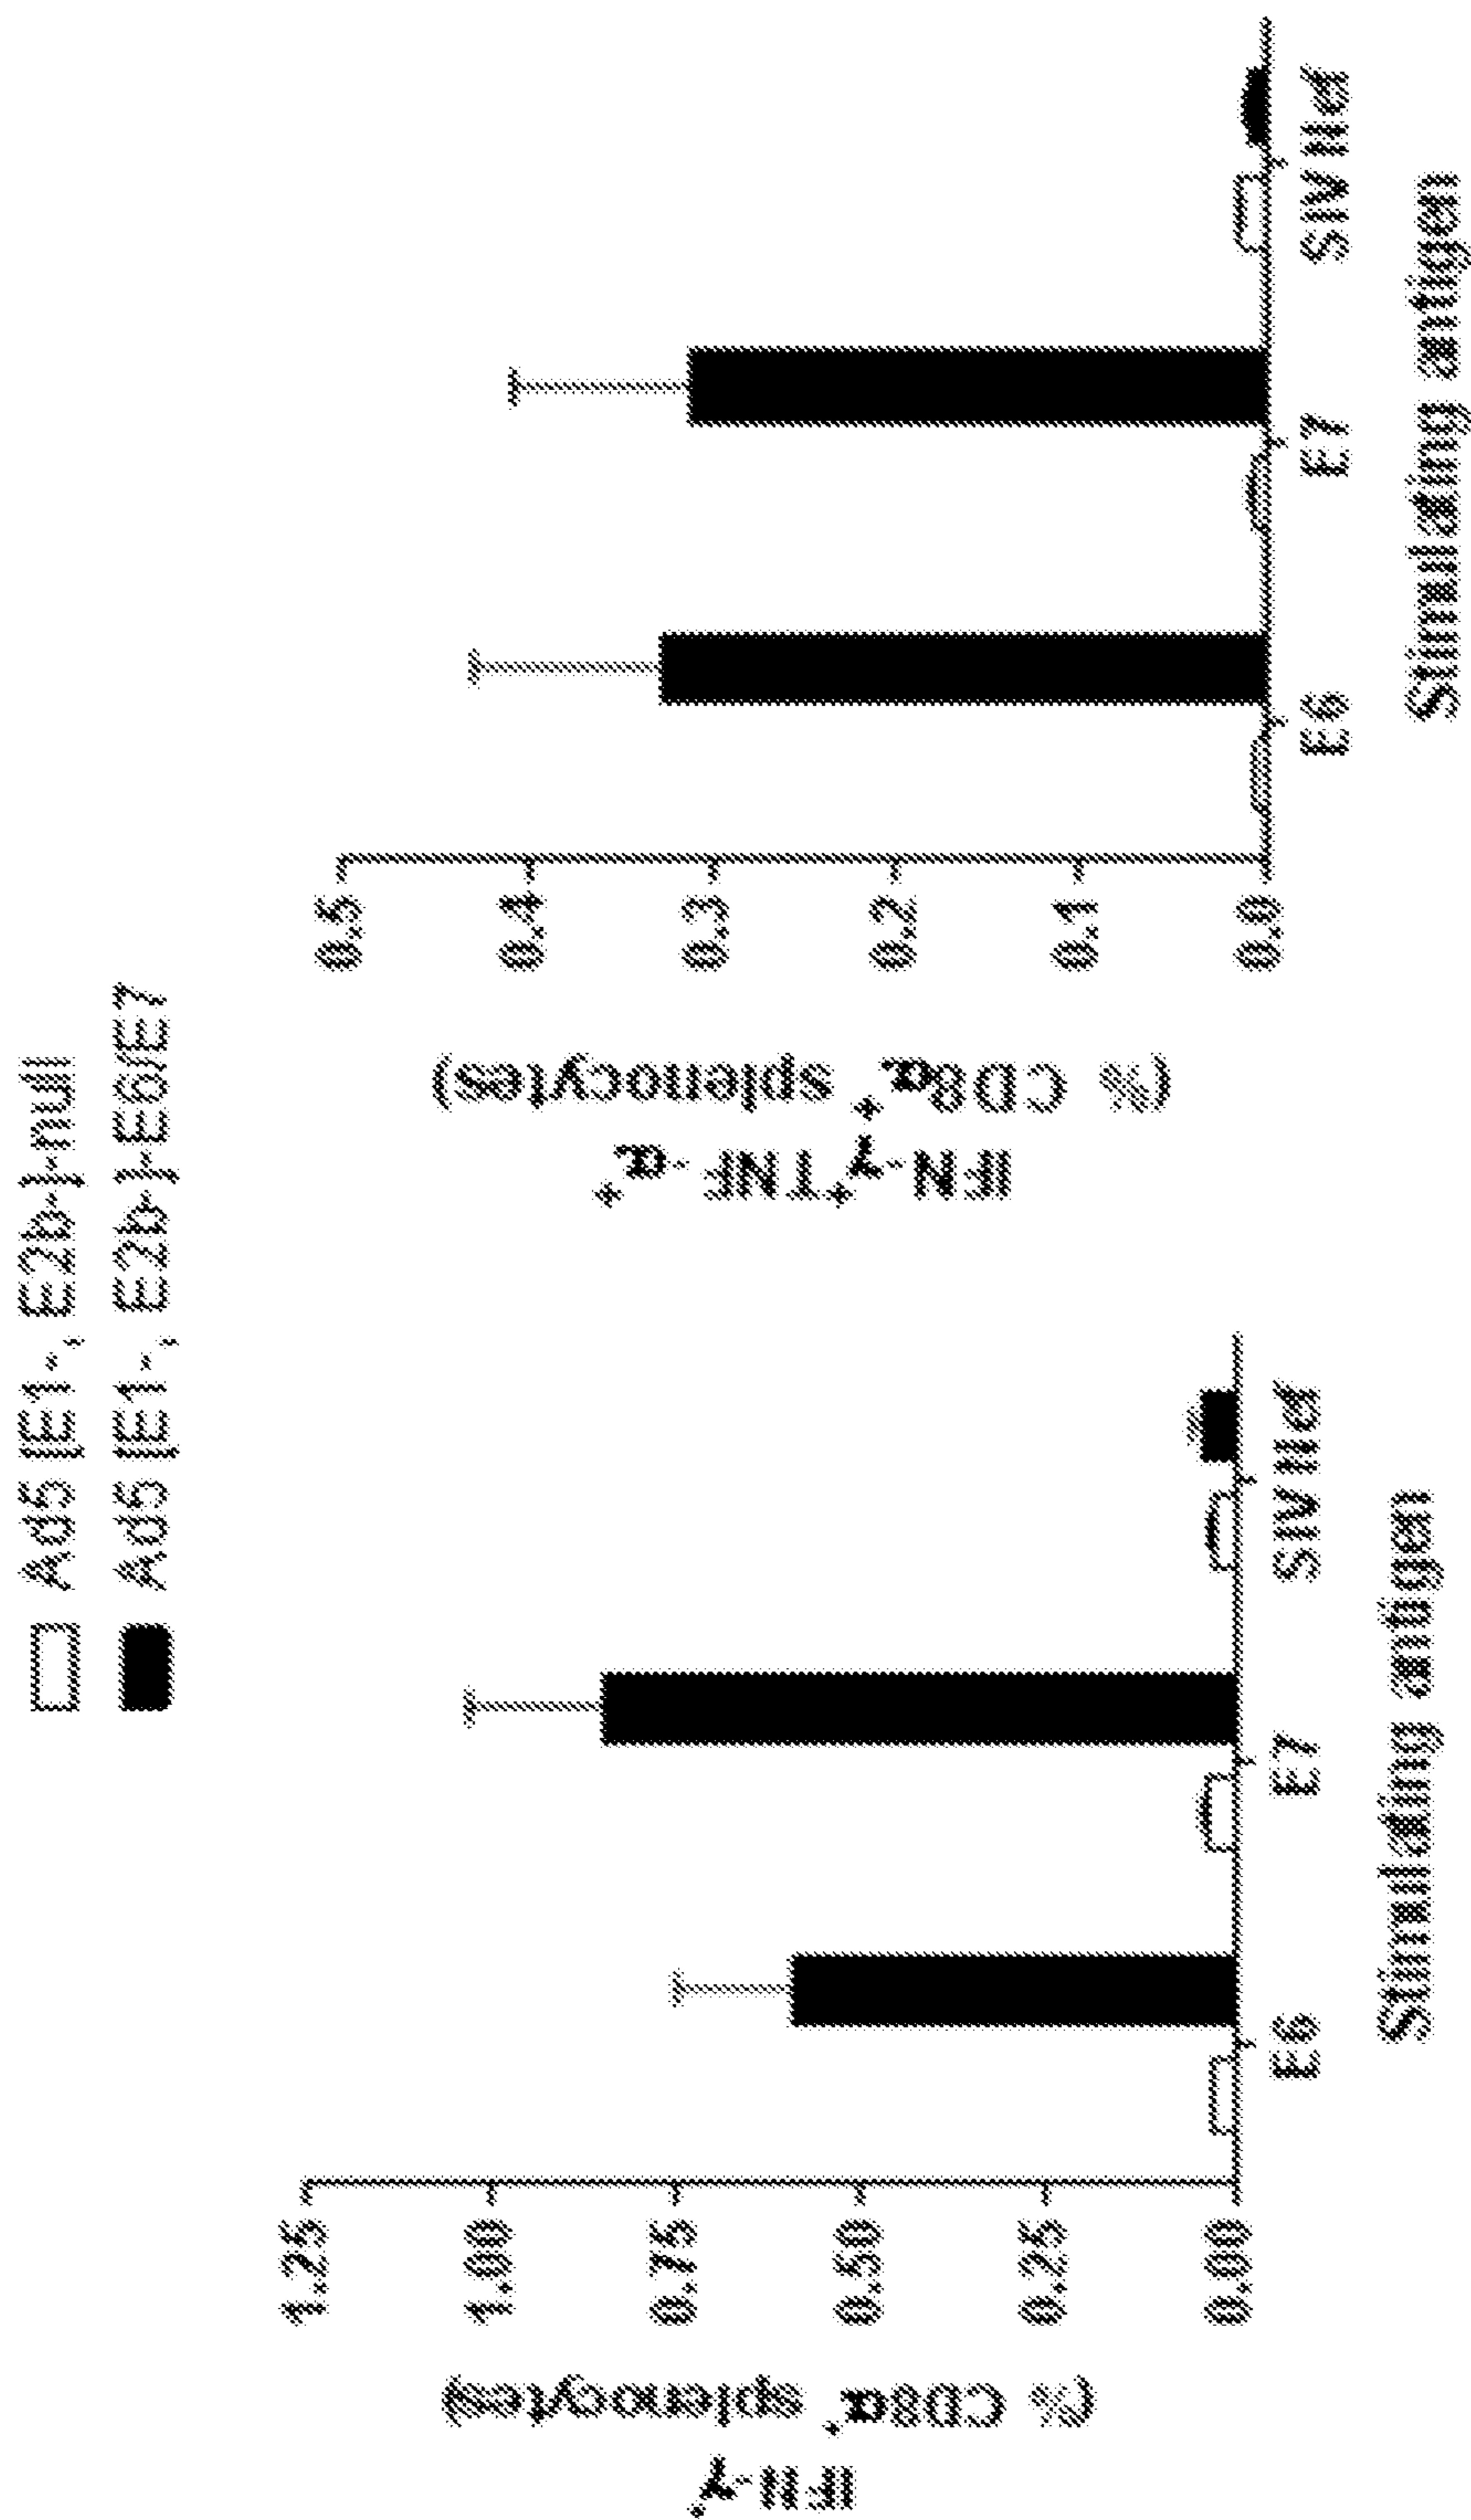 Ad5 [E1-, E2b-]-null
Ad5 [E1-, E2b-]-E6/E7
IFN-γ⁺
(% CD8α⁺ splenocytes)
1.25
1.00
0.75
0.50
0.25
0.00
E6 E7 SIV nef
Stimulating antigen
IFN-γ⁺TNF-α⁺
(% CD8α⁺ splenocytes)
0.5
0.4
0.3
0.2
0.1
0.0
E6 E7 SIV nef
Stimulating antigen